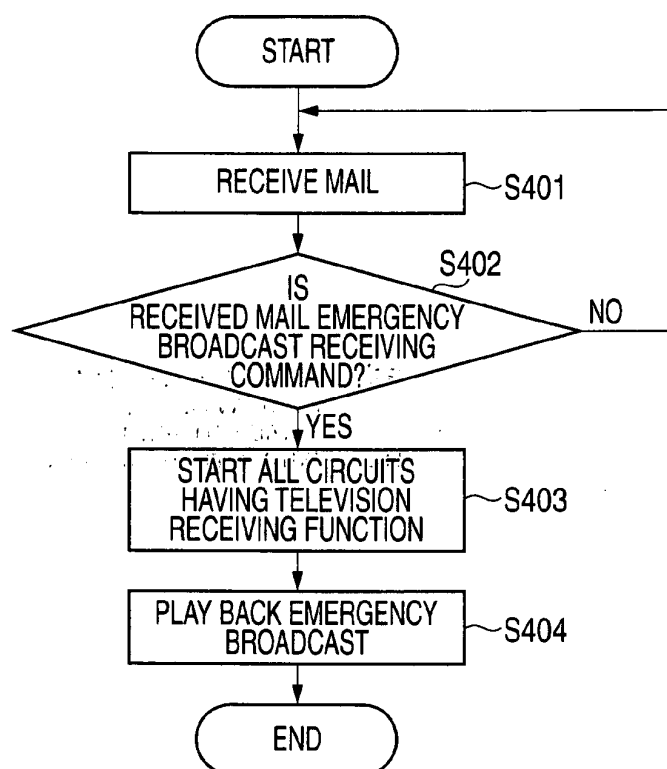 START
RECEIVE MAIL
S401
S402
IS
RECEIVED MAIL EMERGENCY
BROADCAST RECEIVING
COMMAND?
NO
YES
START ALL CIRCUITS
HAVING TELEVISION
RECEIVING FUNCTION
S403
PLAY BACK EMERGENCY
BROADCAST
S404
END